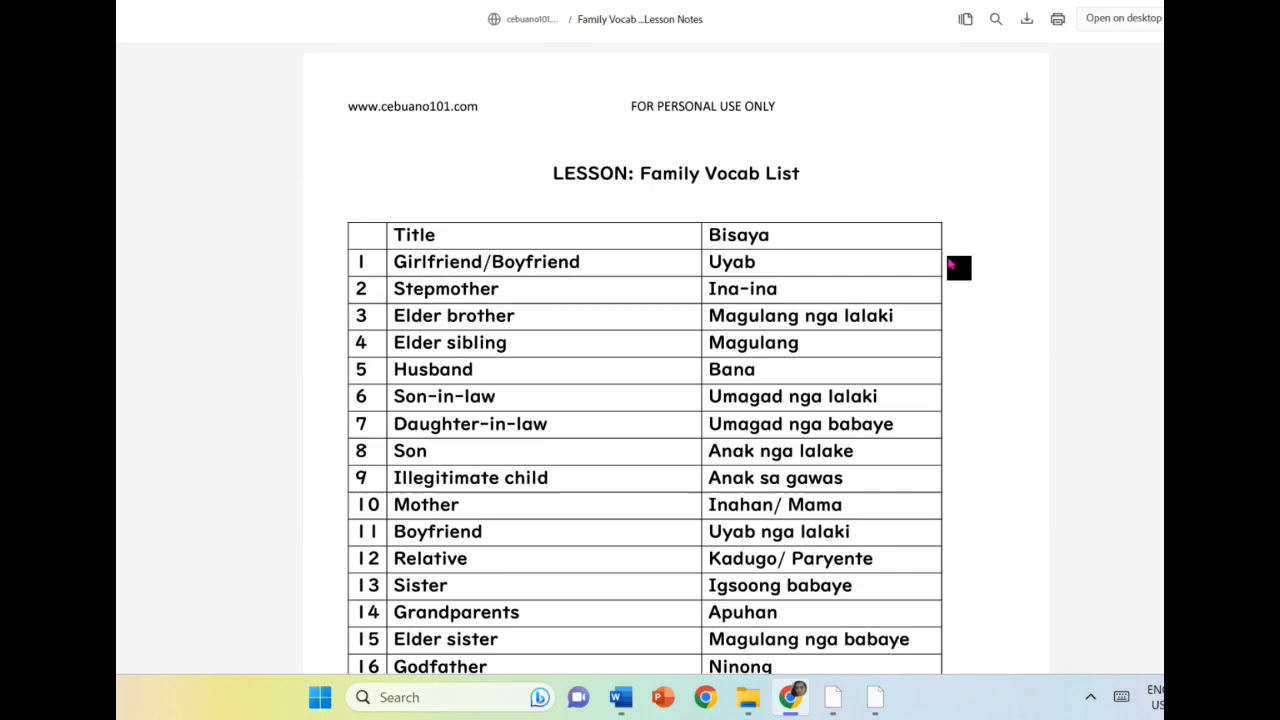 cebuano101.... / Family Vocab ...Lesson Notes
Open on desktop
www.cebuano101.com FOR PERSONAL USE ONLY
LESSON: Family Vocab List
Title Bisaya
1 Girlfriend/Boyfriend Uyab
2 Stepmother Ina-ina
3 Elder brother Magulang nga lalaki
4 Elder sibling Magulang
5 Husband Bana
6 Son-in-law Umagad nga lalaki
7 Daughter-in-law Umagad nga babaye
8 Son Anak nga lalake
9 Illegitimate child Anak sa gawas
10 Mother Inahan/ Mama
11 Boyfriend Uyab nga lalaki
12 Relative Kadugo/ Paryente
13 Sister Igsoong babaye
14 Grandparents Apuhan
15 Elder sister Magulang nga babaye
16 Godfather Ninong
Search
US